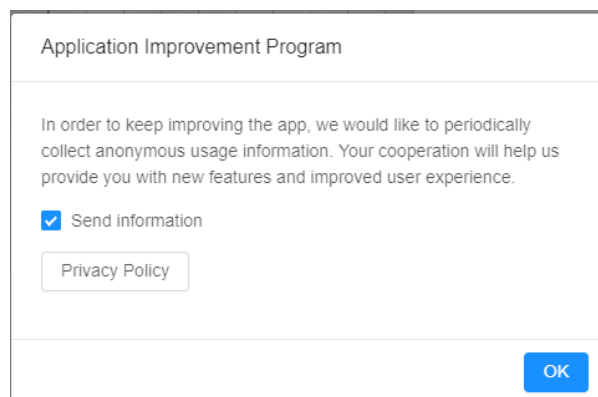 Application Improvement Program
In order to keep improving the app, we would like to periodically
collect anonymous usage information. Your cooperation will help us
provide you with new features and improved user experience.
Send information
Privacy Policy
OK